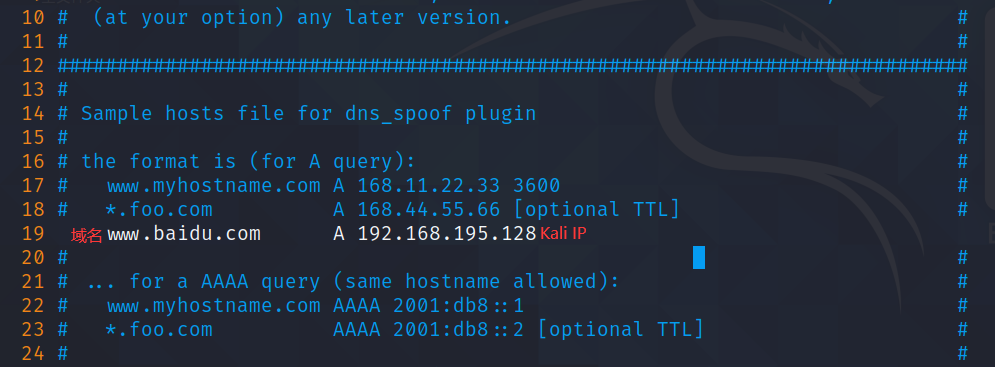 10 #  (at your option) any later version.                                     #
11 #                                                                          #
12 ############################################################################
13 #                                                                          #
14 # Sample hosts file for dns_spoof plugin                                   #
15 #                                                                          #
16 # the format is (for A query):                                             #
17 #   www.myhostname.com A 168.11.22.33 3600                                 #
18 #   *.foo.com          A 168.44.55.66 [optional TTL]                       #
19 域名 www.baidu.com      A 192.168.195.128 Kali IP
20 #                                                                          #
21 # ... for a AAAA query (same hostname allowed):                            #
22 #   www.myhostname.com AAAA 2001:db8::1                                    #
23 #   *.foo.com          AAAA 2001:db8::2 [optional TTL]                     #
24 #                                                                          #